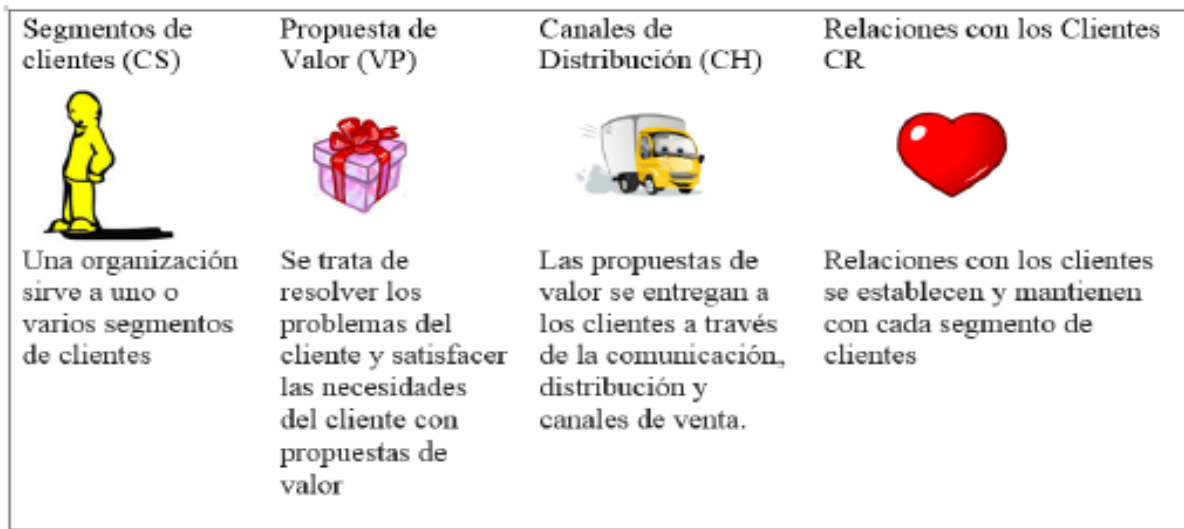 Segmentos de
clientes (CS)
Una organización
sirve a uno o
varios segmentos
de clientes
Propuesta de
Valor (VP)
Se trata de
resolver los
problemas del
cliente y satisfacer
las necesidades
del cliente con
propuestas de
valor
Canales de
Distribución (CH)
Las propuestas de
valor se entregan a
los clientes a través
de la comunicación,
distribución y
canales de venta.
Relaciones con los Clientes
CR
Relaciones con los clientes
se establecen y mantienen
con cada segmento de
clientes